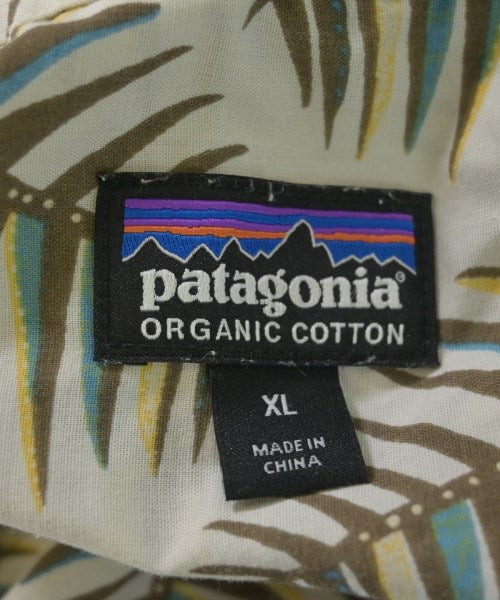 patagonia®
ORGANIC COTTON
XL
MADE IN
CHINA